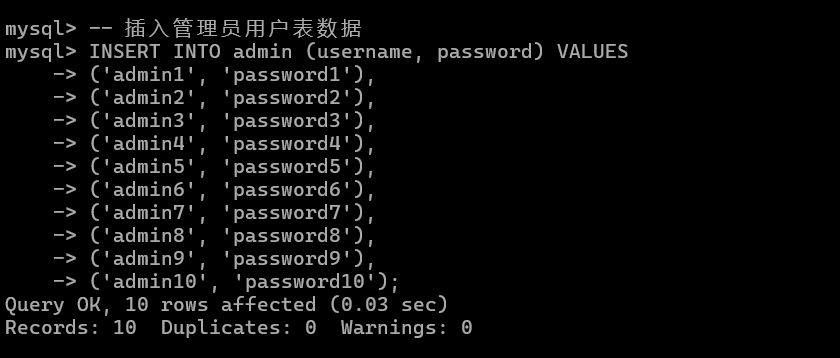 mysql> -- 插入管理员用户表数据
mysql> INSERT INTO admin (username, password) VALUES
    -> ('admin1', 'password1'),
    -> ('admin2', 'password2'),
    -> ('admin3', 'password3'),
    -> ('admin4', 'password4'),
    -> ('admin5', 'password5'),
    -> ('admin6', 'password6'),
    -> ('admin7', 'password7'),
    -> ('admin8', 'password8'),
    -> ('admin9', 'password9'),
    -> ('admin10', 'password10');
Query OK, 10 rows affected (0.03 sec)
Records: 10  Duplicates: 0  Warnings: 0